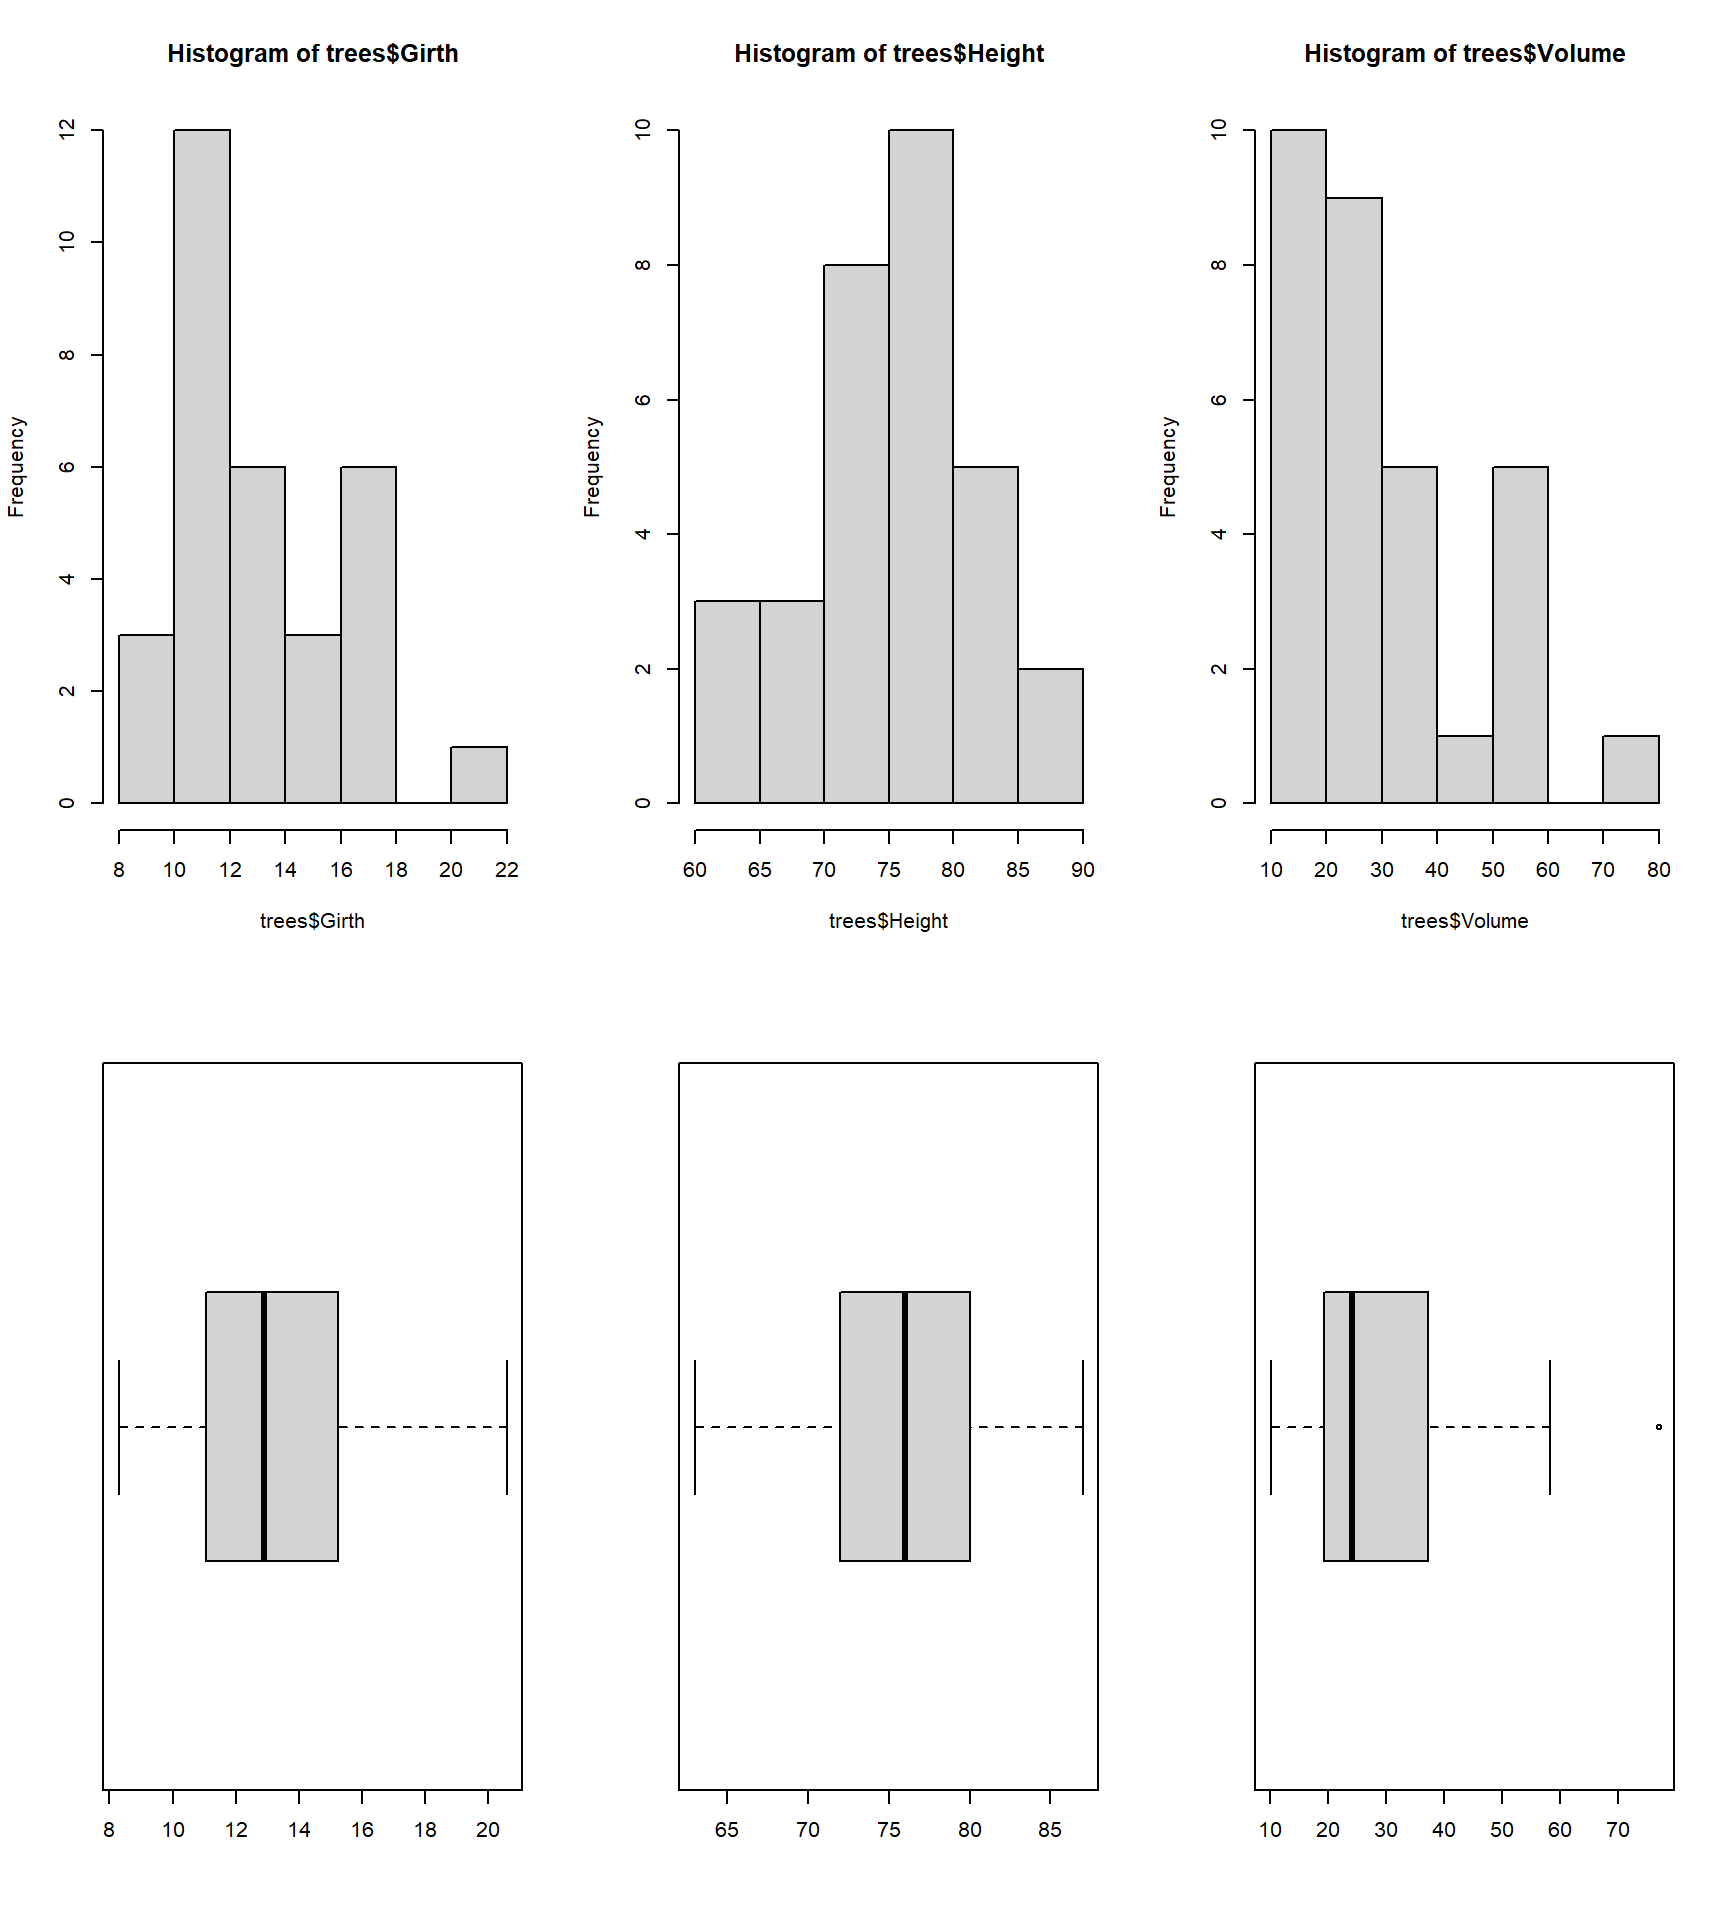 Histogram of trees$Girth
Frequency
0 2 4 6 8 10 12
8 10 12 14 16 18 20 22
trees$Girth
Histogram of trees$Height
Frequency
0 2 4 6 8 10
60 65 70 75 80 85 90
trees$Height
Histogram of trees$Volume
Frequency
0 2 4 6 8 10
10 20 30 40 50 60 70 80
trees$Volume
8 10 12 14 16 18 20
65 70 75 80 85
10 20 30 40 50 60 70